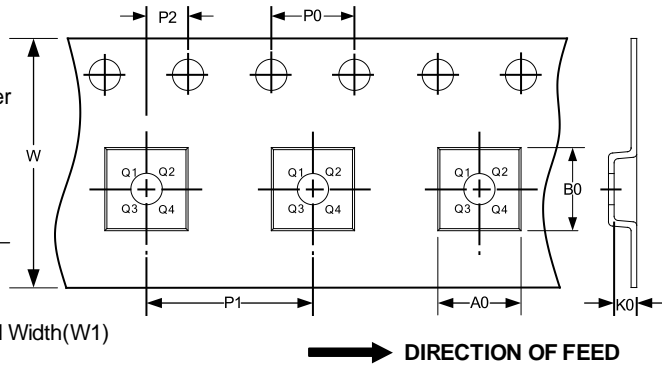 P2
P0
er
W
Q1 Q2
Q3 Q4
Q1 Q2
Q3 Q4
Q1 Q2
Q3 Q4
B0
P1
A0
K0
Width(W1)
DIRECTION OF FEED